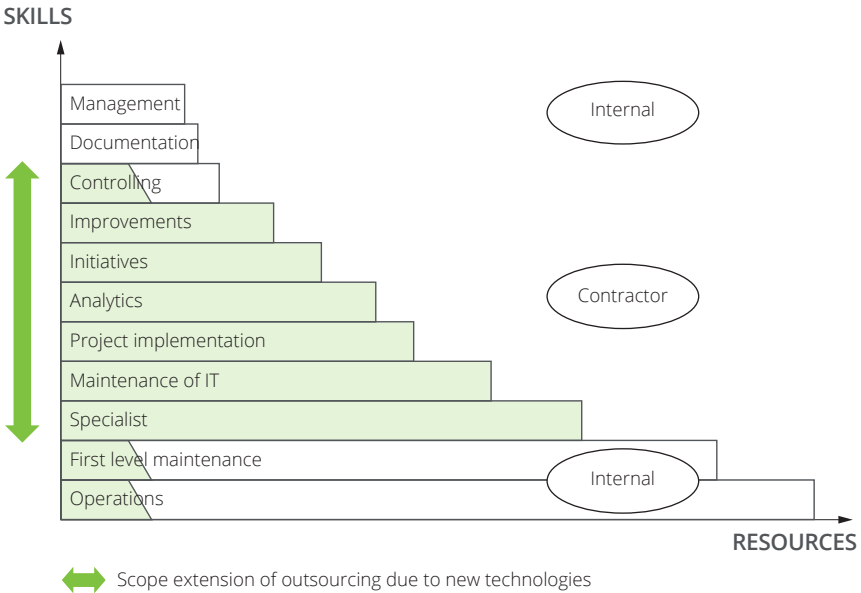 SKILLS
Management
Internal
Documentation
Controlling
Improvements
Initiatives
Analytics
Contractor
Project implementation
Maintenance of IT
Specialist
First level maintenance
Internal
Operations
RESOURCES
Scope extension of outsourcing due to new technologies